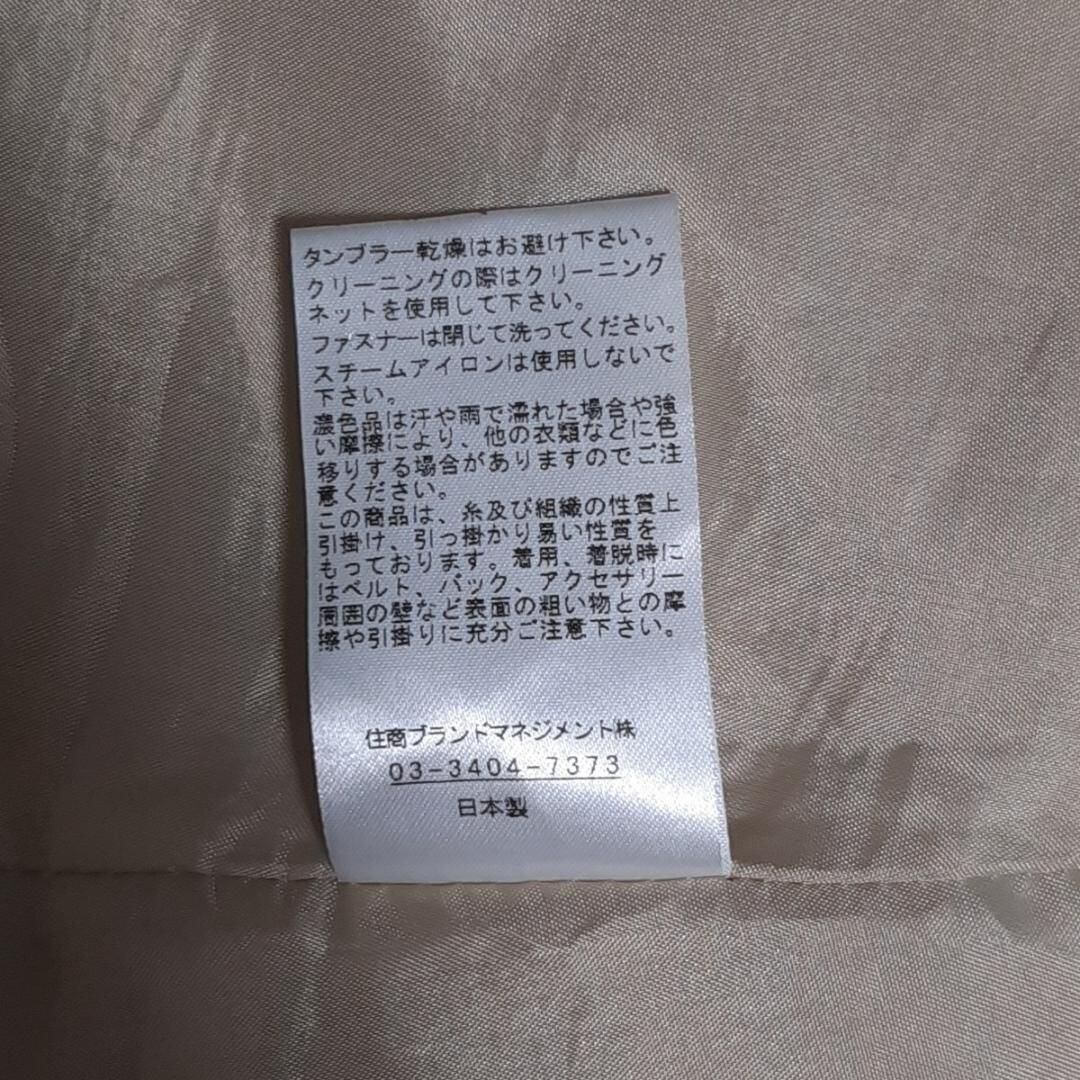 タンブラー乾燥はお避け下さい。
クリーニングの際はクリーニング
ネットを使用して下さい。
ファスナーは閉じて洗ってください。
スチームアイロンは使用しないで
下さい。
濃色品は汗や雨で濡れた場合や強
い摩擦により、他の衣類などに色
移りする場合がありますのでご注
意ください。
この商品は、糸及び組織の性質上
引掛け、引っ掛かり易い性質を
もっております。着用、着脱時に
はベルト、バック、アクセサリー
周囲の壁など表面の粗い物との摩
擦や引掛りに充分ご注意下さい。
住商ブランドマネジメント株
03-3404-7373
日本製